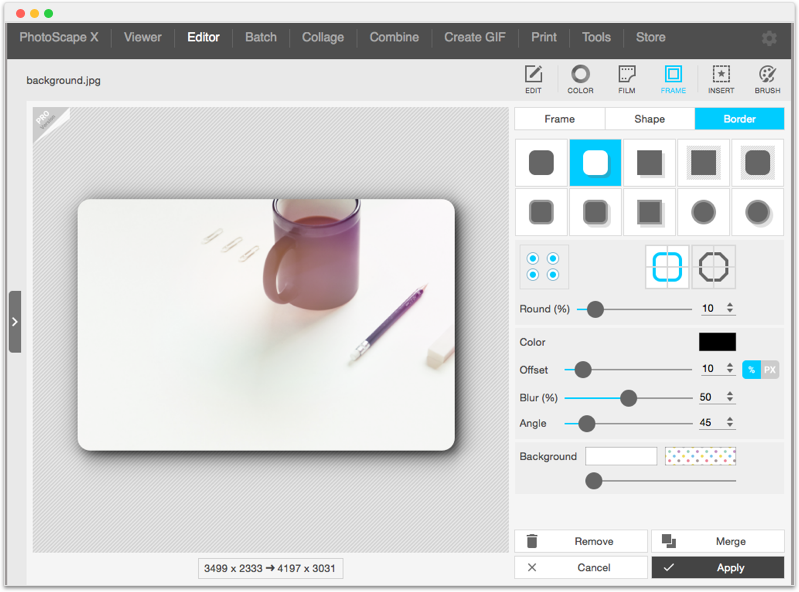 PhotoScape X Viewer Editor Batch Collage Combine Create GIF Print Tools Store
background.jpg
EDIT COLOR FILM FRAME INSERT BRUSH
PRO
Frame Shape Border
Round (%) 10
Color
Offset 10 % PX
Blur (%) 50
Angle 45
Background
Remove Merge
3499 x 2333 ➔ 4197 x 3031
Cancel Apply